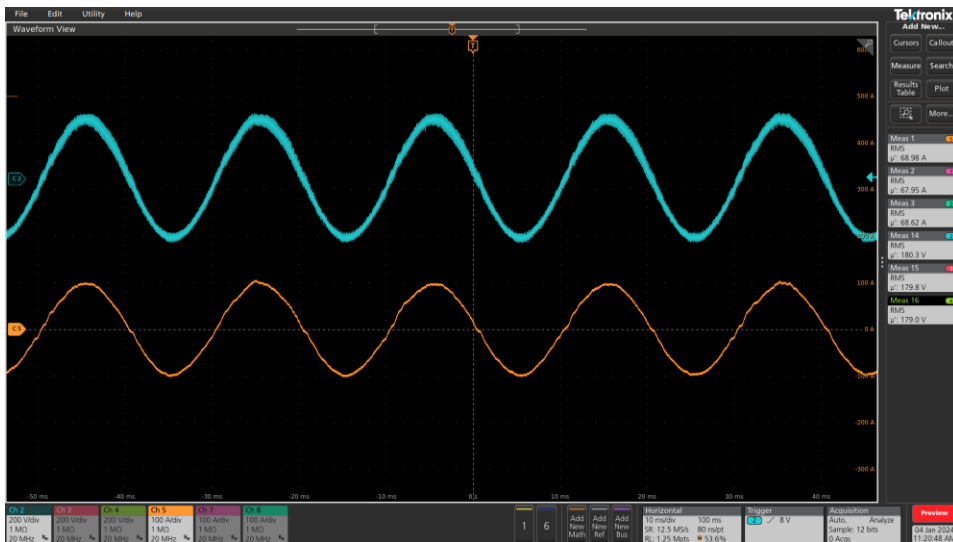 File Edit Utility Help
Tektronix
Waveform View
Add New...
Cursors Callout
Measure Search
Results Table Plot
More...
T
T
500 A
400 A
300 A
200 A
100 A
0 A
-100 A
-200 A
-300 A
C2
C5
Meas 1
RMS
µ': 68.98 A
Meas 2
RMS
µ': 67.95 A
Meas 3
RMS
µ': 68.62 A
Meas 14
RMS
µ': 180.3 V
Meas 15
RMS
µ': 179.8 V
Meas 16
RMS
µ': 179.0 V
-50 ms -40 ms -30 ms -20 ms -10 ms 0s 10 ms 20 ms 30 ms 40 ms
Ch 2
200 V/div
1 MΩ
20 MHz
Ch 3
200 V/div
1 MΩ
20 MHz
Ch 4
200 V/div
1 MΩ
20 MHz
Ch 5
100 A/div
1 MΩ
20 MHz
Ch 7
100 A/div
1 MΩ
20 MHz
Ch 8
100 A/div
1 MΩ
20 MHz
1
6
Add New Math
Add New Ref
Add New Bus
Horizontal
10 ms/div 100 ms
SR: 12.5 MS/s 80 ns/pt
RL: 1.25 Mpts 53.6%
Trigger
2 8 V
Acquisition
Auto, Analyze
Sample: 12 bits
0 Acqs
Preview
04 Jan 2024
11:20:48 AM